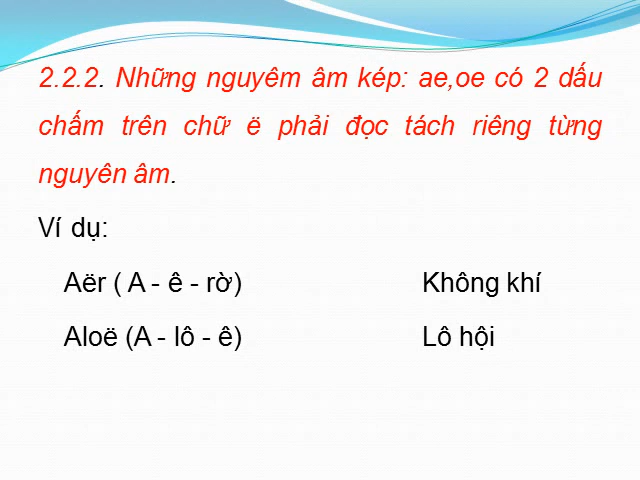 2.2.2. Những nguyêm âm kép: ae,oe có 2 dấu
chấm trên chữ ë phải đọc tách riêng từng
nguyên âm.
Ví dụ:
Aër ( A - ê - rờ) Không khí
Aloë (A - lô - ê) Lô hội